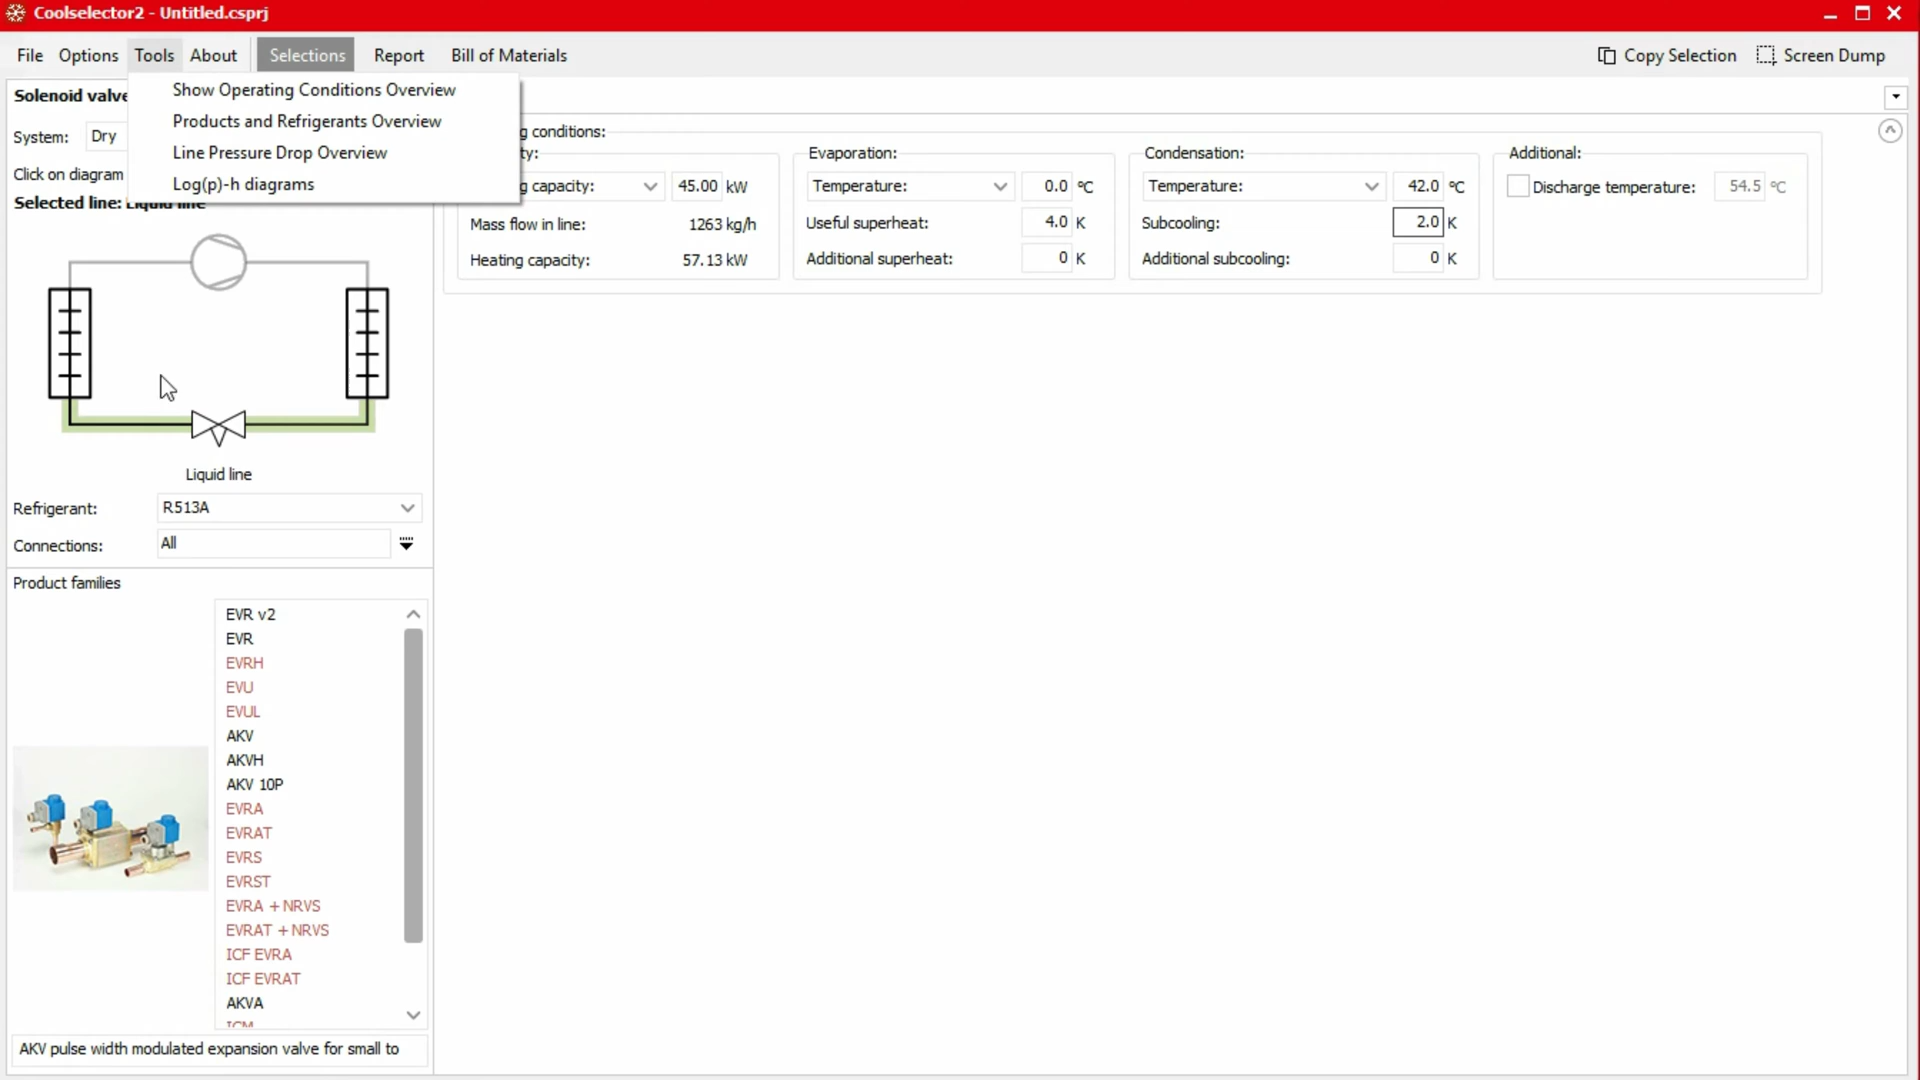 Coolselector2 - Untitled.csprj
File Options Tools About Selections Report Bill of Materials Copy Selection Screen Dump
Show Operating Conditions Overview
Products and Refrigerants Overview
Line Pressure Drop Overview
Log(p)-h diagrams
Solenoid valve
System: Dry
Click on diagram
Selected line: Liquid line
Liquid line
Refrigerant: R513A
Connections: All
Product families
EVR v2
EVR
EVRH
EVU
EVUL
AKV
AKVH
AKV 10P
EVRA
EVRAT
EVRS
EVRST
EVRA + NRVS
EVRAT + NRVS
ICF EVRA
ICF EVRAT
AKVA
ICM
AKV pulse width modulated expansion valve for small to
g conditions:
ty:
g capacity: 45.00 kW
Mass flow in line: 1263 kg/h
Heating capacity: 57.13 kW
Evaporation:
Temperature: 0.0 °C
Useful superheat: 4.0 K
Additional superheat: 0 K
Condensation:
Temperature: 42.0 °C
Subcooling: 2.0 K
Additional subcooling: 0 K
Additional:
Discharge temperature: 54.5 °C